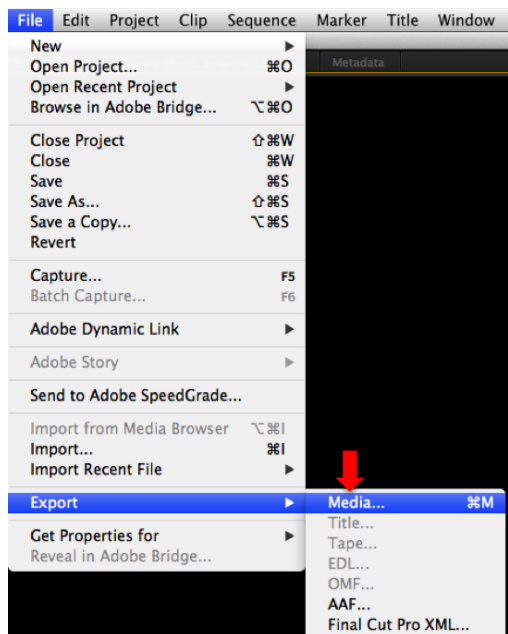 File Edit Project Clip Sequence Marker Title Window
Metadata
New
Open Project... ⌘O
Open Recent Project
Browse in Adobe Bridge... ⌥⌘O
Close Project ⇧⌘W
Close ⌘W
Save ⌘S
Save As... ⇧⌘S
Save a Copy... ⌥⌘S
Revert
Capture... F5
Batch Capture... F6
Adobe Dynamic Link
Adobe Story
Send to Adobe SpeedGrade...
Import from Media Browser ⌥⌘I
Import... ⌘I
Import Recent File
Export
Media... ⌘M
Title...
Get Properties for
Tape...
Reveal in Adobe Bridge...
EDL...
OMF...
AAF...
Final Cut Pro XML...